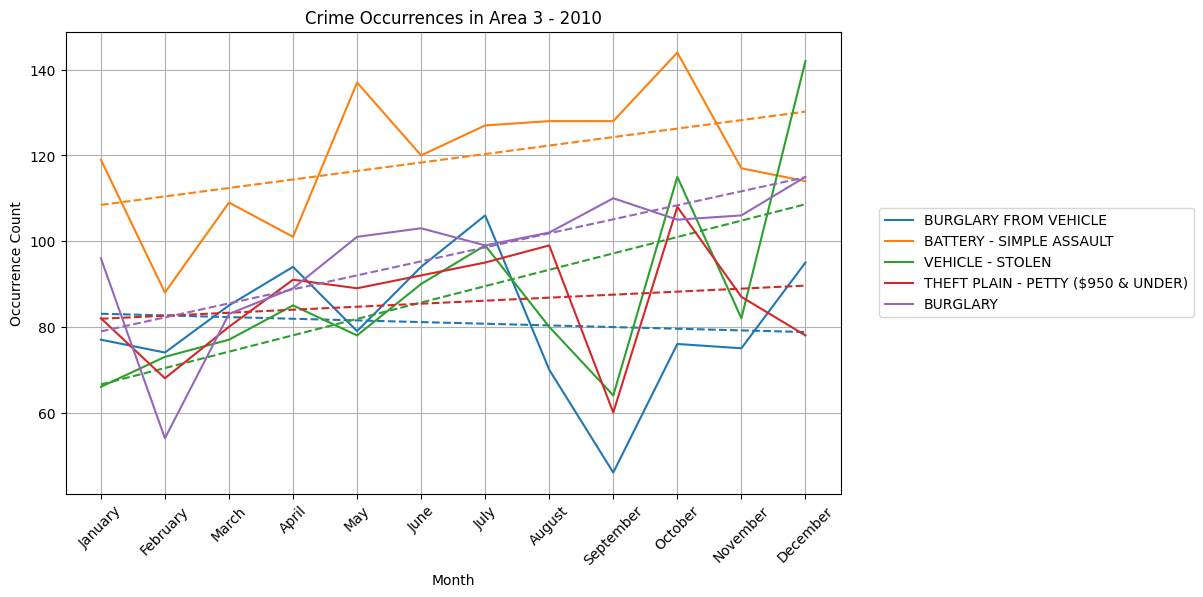 Crime Occurrences in Area 3 - 2010
Occurrence Count
140
120
100
80
60
January
February
March
April
May
June
July
August
September
October
November
December
Month
BURGLARY FROM VEHICLE
BATTERY - SIMPLE ASSAULT
VEHICLE - STOLEN
THEFT PLAIN - PETTY ($950 & UNDER)
BURGLARY